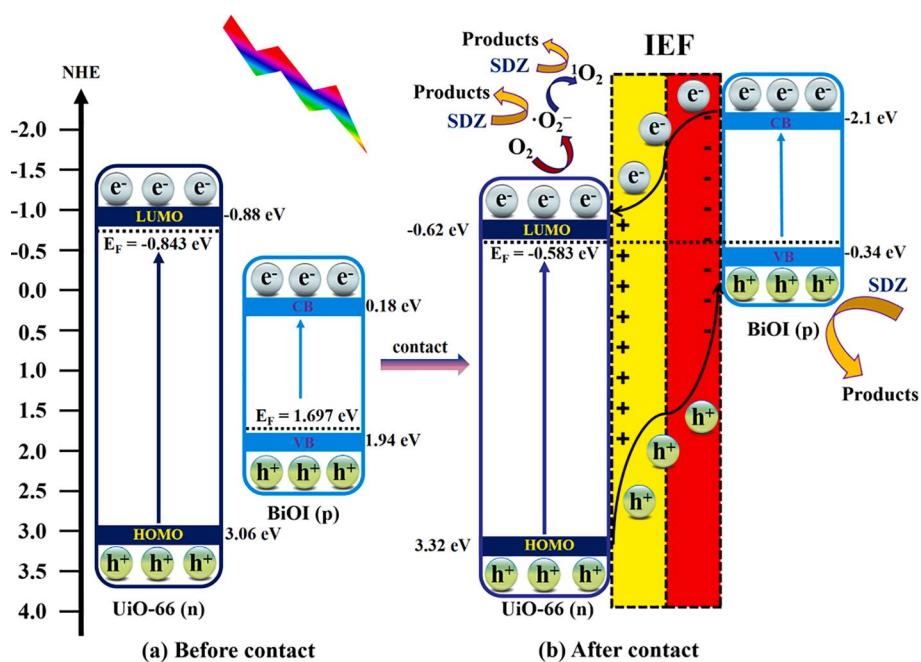 NHE
-2.0
-1.5
-1.0
-0.5
0.0
0.5
1.0
1.5
2.0
2.5
3.0
3.5
4.0
e⁻ e⁻ e⁻
LUMO
-0.88 eV
E_F = -0.843 eV
HOMO
3.06 eV
h⁺ h⁺ h⁺
UiO-66 (n)
e⁻ e⁻ e⁻
CB
0.18 eV
E_F = 1.697 eV
VB
1.94 eV
h⁺ h⁺ h⁺
BiOI (p)
(a) Before contact
contact
Products
SDZ
¹O₂
Products
SDZ
·O₂⁻
O₂
e⁻ e⁻ e⁻
-0.62 eV
LUMO
E_F = -0.583 eV
3.32 eV
HOMO
h⁺ h⁺ h⁺
UiO-66 (n)
IEF
e⁻
e⁻
e⁻
+
+
+
+
+
+
+
+
-
-
-
-
-
-
-
-
h⁺
h⁺
h⁺
e⁻ e⁻ e⁻
CB
-2.1 eV
VB
-0.34 eV
h⁺ h⁺ h⁺
BiOI (p)
SDZ
Products
(b) After contact